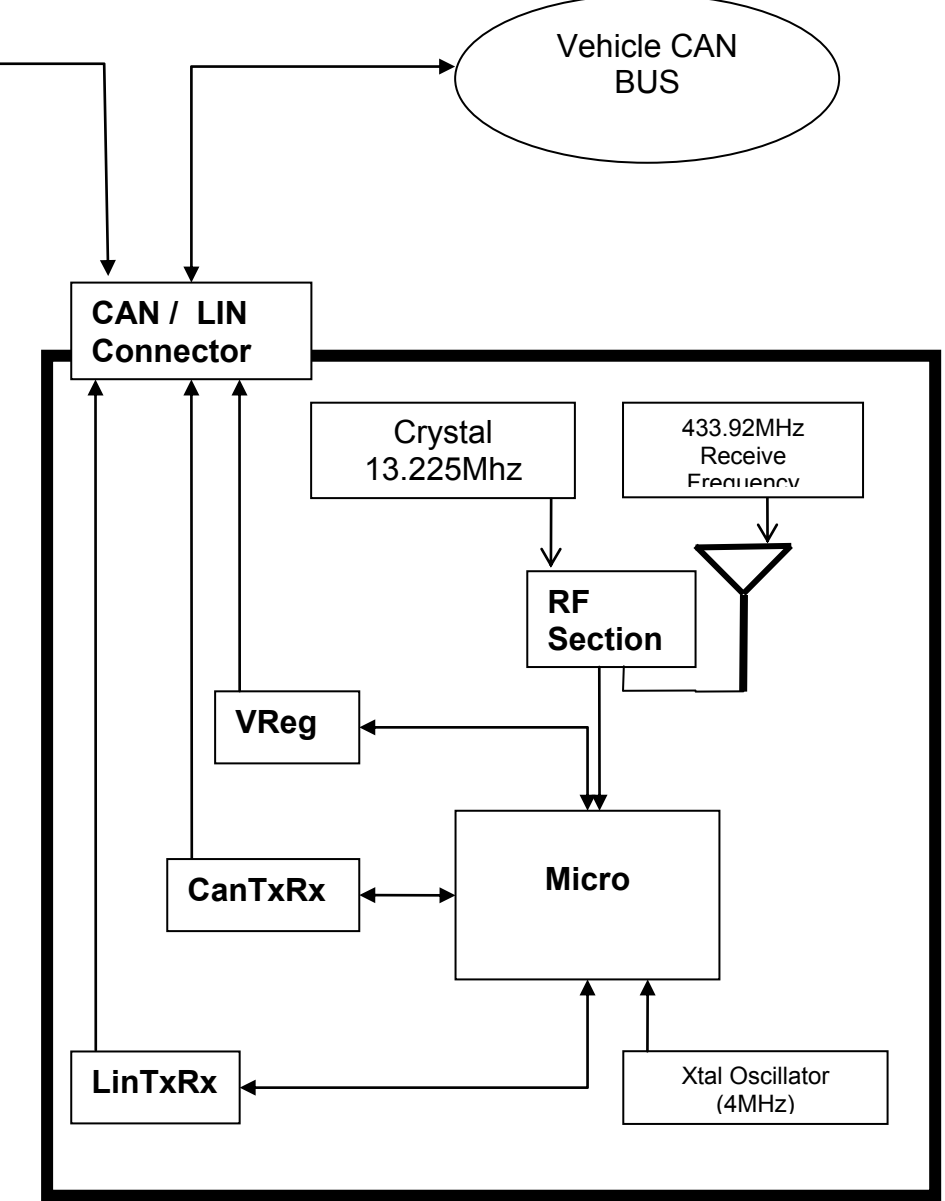 Vehicle CAN
BUS
CAN / LIN
Connector
Crystal
13.225Mhz
433.92MHz
Receive
Frequency
RF
Section
VReg
CanTxRx
Micro
LinTxRx
Xtal Oscillator
(4MHz)